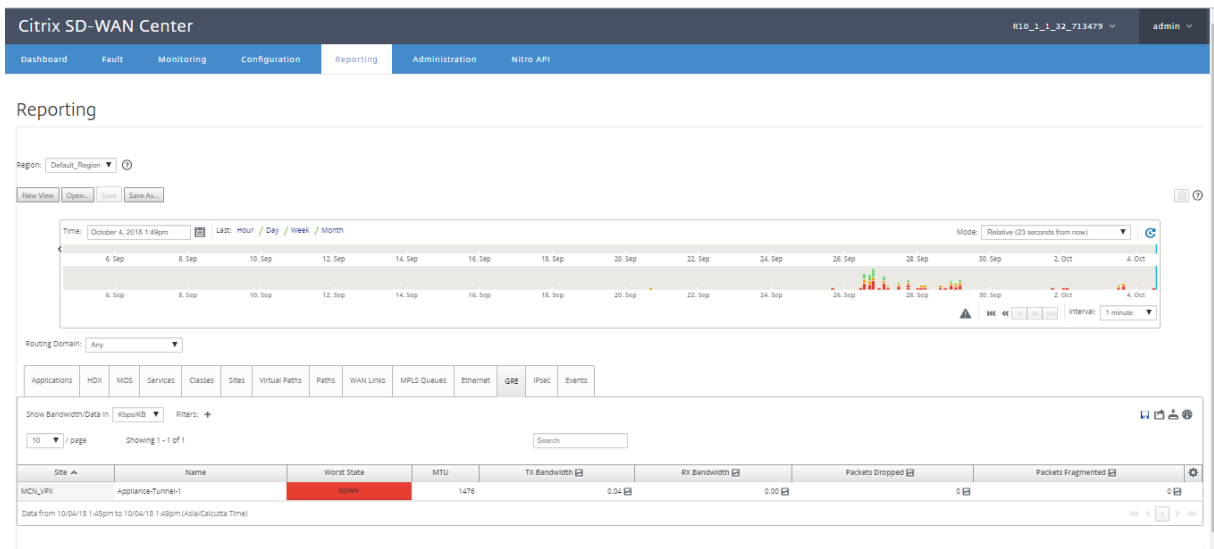 Citrix SD-WAN Center R10_1_1_32_713479 admin
Dashboard Fault Monitoring Configuration Reporting Administration Nitro API
Reporting
Region: Default_Region
New View Open... Save Save As...
Time: October 4, 2018 1:49pm Last: Hour / Day / Week / Month Mode: Relative (23 seconds from now)
6. Sep 8. Sep 10. Sep 12. Sep 14. Sep 16. Sep 18. Sep 20. Sep 22. Sep 24. Sep 26. Sep 28. Sep 30. Sep 2. Oct 4. Oct
6. Sep 8. Sep 10. Sep 12. Sep 14. Sep 16. Sep 18. Sep 20. Sep 22. Sep 24. Sep 26. Sep 28. Sep 30. Sep 2. Oct 4. Oct
Interval: 1 minute
Routing Domain: Any
Applications HDX MOS Services Classes Sites Virtual Paths Paths WAN Links MPLS Queues Ethernet GRE IPsec Events
Show Bandwidth/Data in Kbps/KB Filters: +
10 / page Showing 1 - 1 of 1 Search
Site Name Worst State MTU TX Bandwidth RX Bandwidth Packets Dropped Packets Fragmented
MCN_VPX Appliance-Tunnel-1 DOWN 1476 0.04 0.00 0 0
Data from 10/04/18 1:45pm to 10/04/18 1:49pm (Asia/Calcutta Time) 1